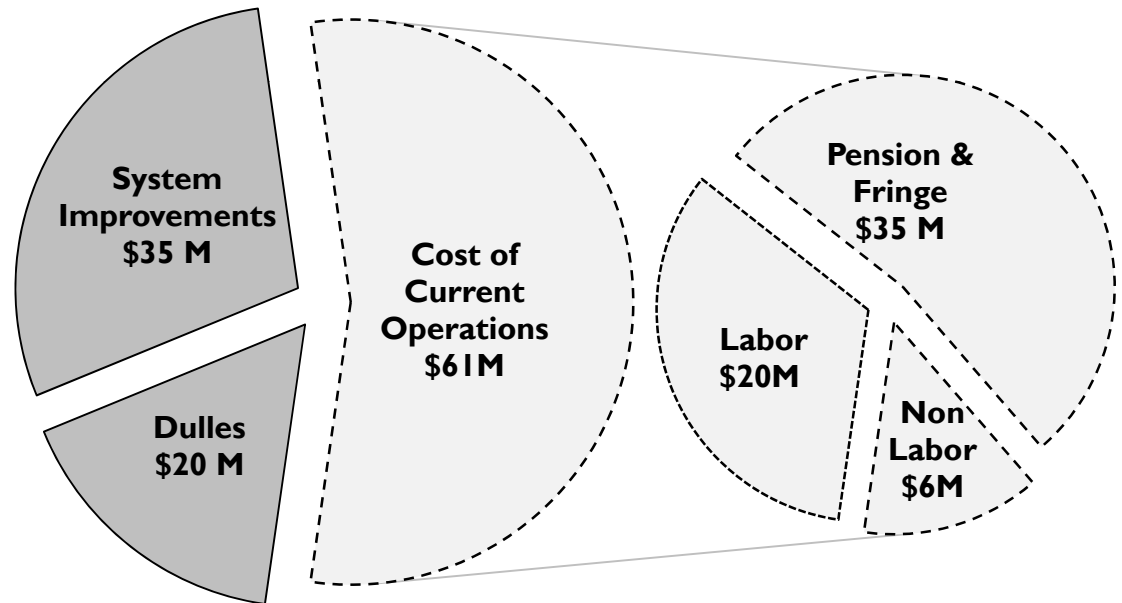 System
Improvements
$35 M
Dulles
$20 M
Cost of
Current
Operations
$61M
Pension &
Fringe
$35 M
Labor
$20M
Non
Labor
$6M